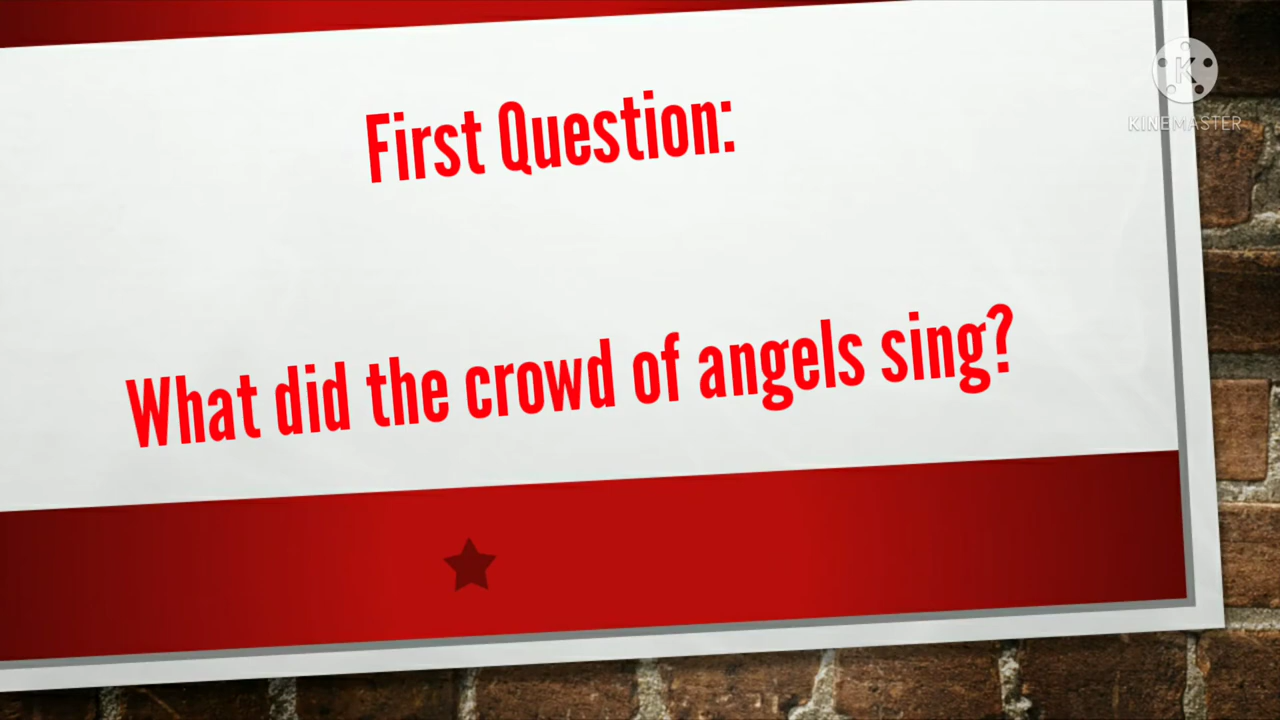 First Question:
KINEMASTER
What did the crowd of angels sing?